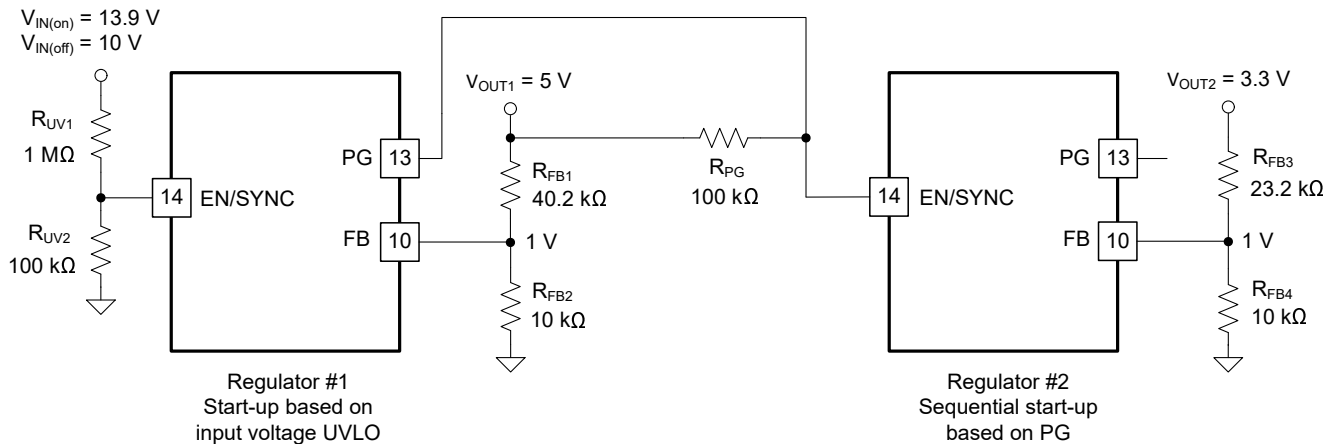 V_IN(on) = 13.9 V
V_IN(off) = 10 V
R_UV1
1 MΩ
R_UV2
100 kΩ
14
EN/SYNC
PG
13
FB
10
V_OUT1 = 5 V
R_FB1
40.2 kΩ
1 V
R_FB2
10 kΩ
R_PG
100 kΩ
14
EN/SYNC
PG
13
FB
10
V_OUT2 = 3.3 V
R_FB3
23.2 kΩ
1 V
R_FB4
10 kΩ
Regulator #1
Start-up based on
input voltage UVLO
Regulator #2
Sequential start-up
based on PG